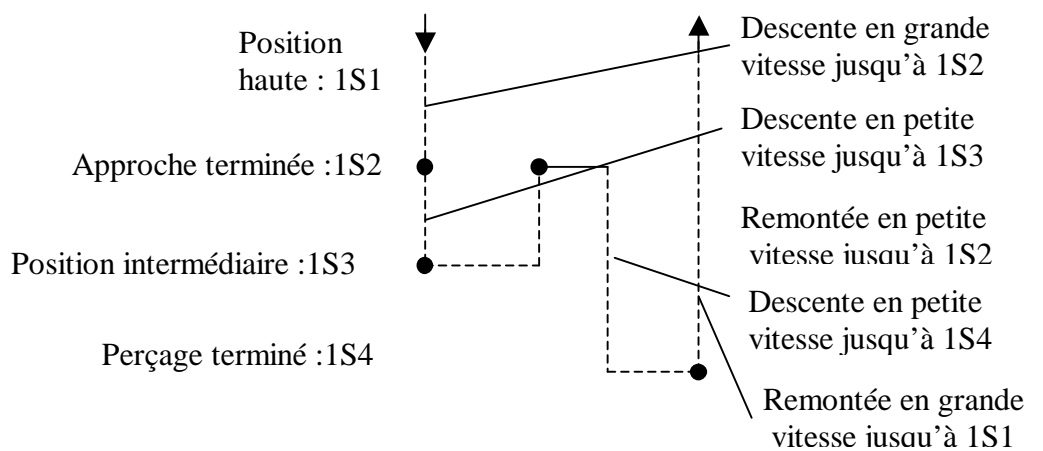 Position
haute : 1S1
Approche terminée :1S2
Position intermédiaire :1S3
Perçage terminé :1S4
Descente en grande
vitesse jusqu'à 1S2
Descente en petite
vitesse jusqu'à 1S3
Remontée en petite
vitesse jusqu'à 1S2
Descente en petite
vitesse jusqu'à 1S4
Remontée en grande
vitesse jusqu'à 1S1